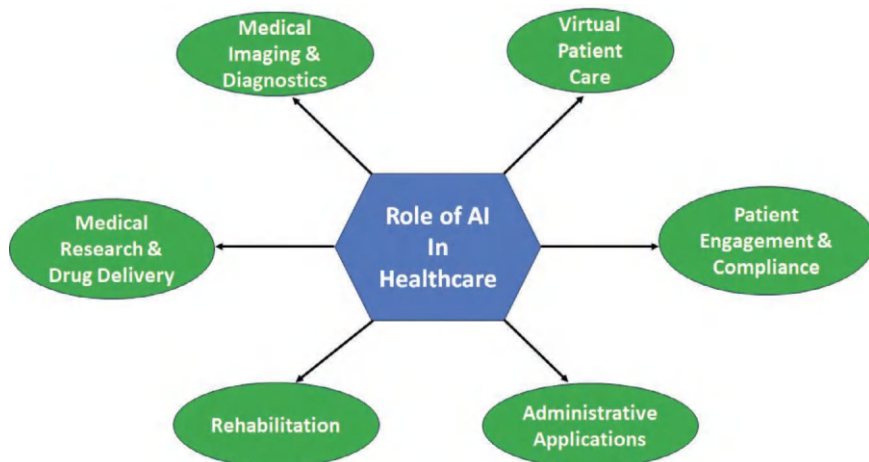 Medical
Imaging &
Diagnostics
Virtual
Patient
Care
Medical
Research &
Drug Delivery
Role of AI
In
Healthcare
Patient
Engagement &
Compliance
Rehabilitation
Administrative
Applications